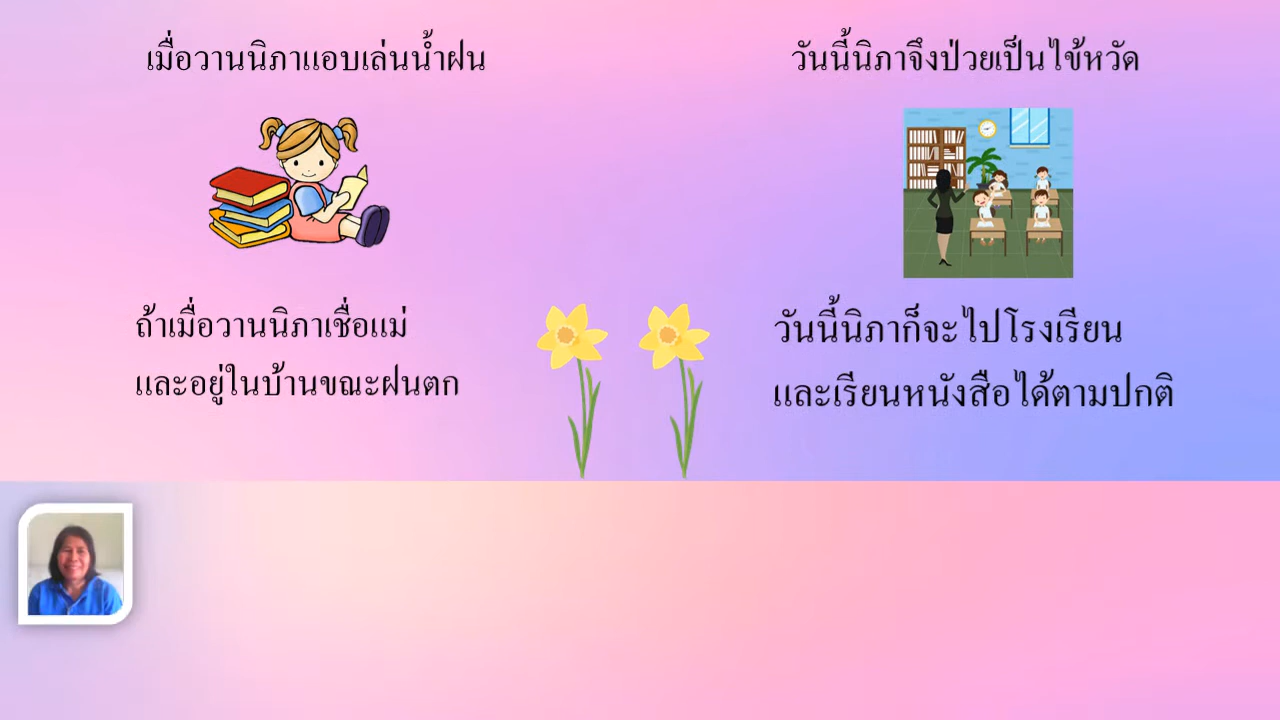 เมื่อวานนิภาแอบเล่นน้ำฝน
วันนี้นิภาจึงป่วยเป็นไข้หวัด
ถ้าเมื่อวานนิภาเชื่อแม่
และอยู่ในบ้านขณะฝนตก
วันนี้นิภาก็จะไปโรงเรียน
และเรียนหนังสือได้ตามปกติ